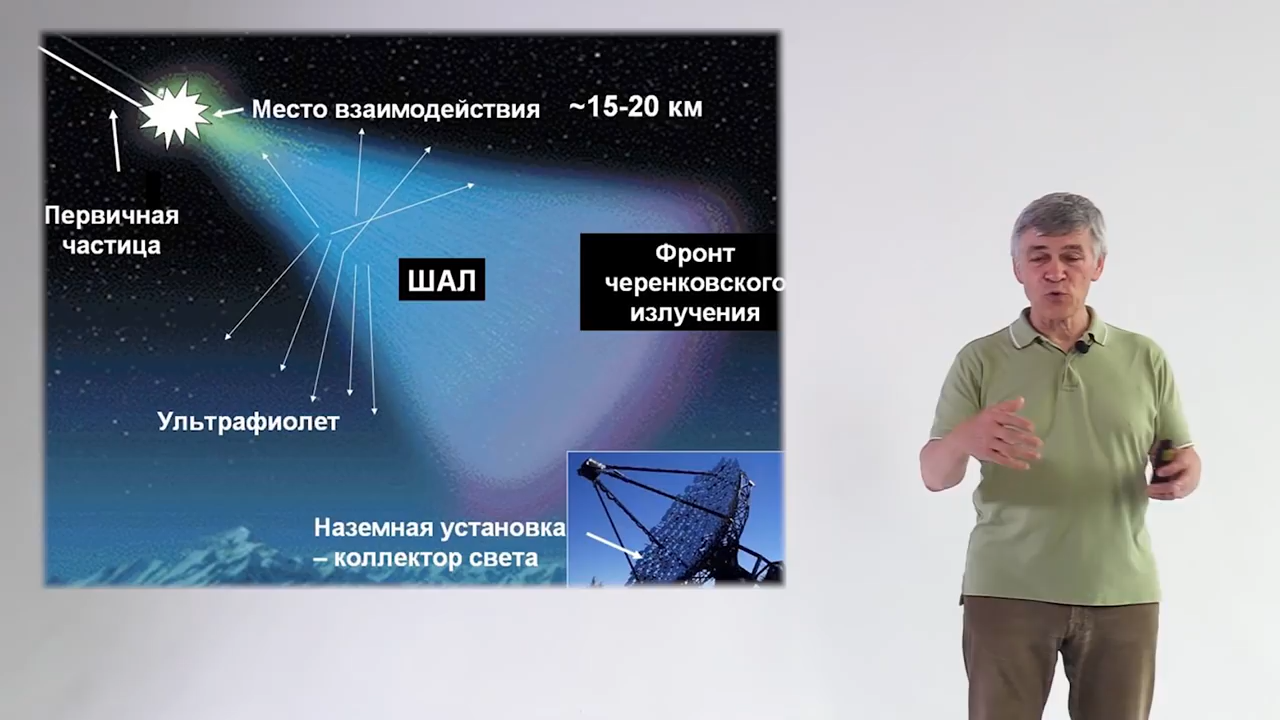 Место взаимодействия ~15-20 км
Первичная
частица
Фронт
черенковского
излучения
ШАЛ
Ультрафиолет
Наземная установка
– коллектор света